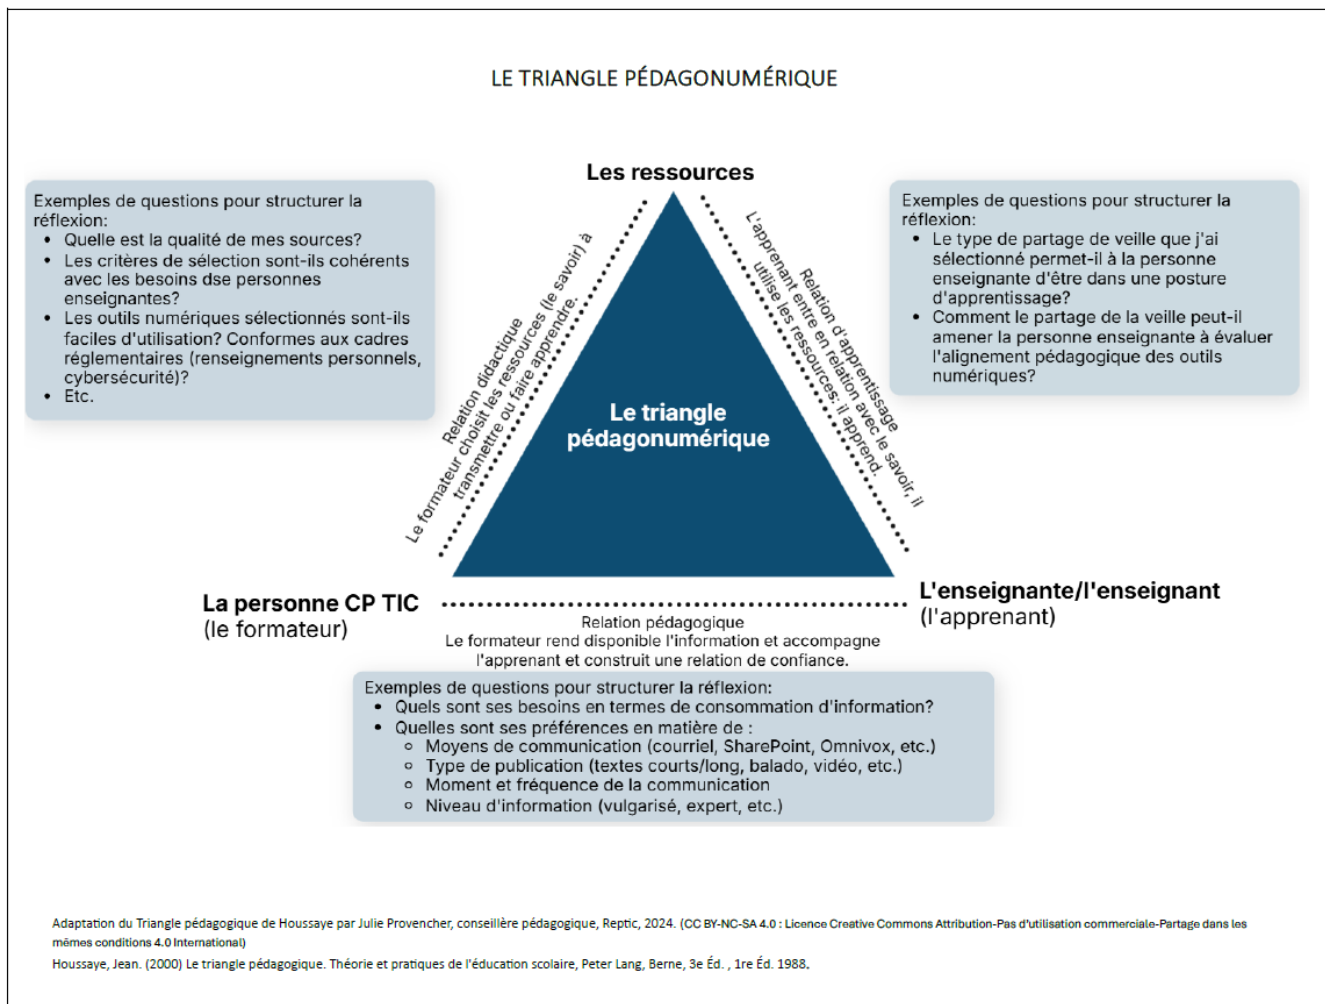 LE TRIANGLE PÉDAGONUMÉRIQUE
Les ressources
Exemples de questions pour structurer la
réflexion:
• Quelle est la qualité de mes sources?
• Les critères de sélection sont-ils cohérents
avec les besoins dse personnes
enseignantes?
• Les outils numériques sélectionnés sont-ils
faciles d'utilisation? Conformes aux cadres
réglementaires (renseignements personnels,
cybersécurité)?
• Etc.
Relation didactique
Le formateur choisit les ressources (le savoir) à
transmettre ou faire apprendre.
Le triangle
pédagonumérique
Relation d'apprentissage
L'apprenant entre en relation avec le savoir, il
utilise les ressources: il apprend.
Exemples de questions pour structurer la
réflexion:
• Le type de partage de veille que j'ai
sélectionné permet-il à la personne
enseignante d'être dans une posture
d'apprentissage?
• Comment le partage de la veille peut-il
amener la personne enseignante à évaluer
l'alignement pédagogique des outils
numériques?
La personne CP TIC
(le formateur)
L'enseignante/l'enseignant
(l'apprenant)
Relation pédagogique
Le formateur rend disponible l'information et accompagne
l'apprenant et construit une relation de confiance.
Exemples de questions pour structurer la réflexion:
• Quels sont ses besoins en termes de consommation d'information?
• Quelles sont ses préférences en matière de :
○ Moyens de communication (courriel, SharePoint, Omnivox, etc.)
○ Type de publication (textes courts/long, balado, vidéo, etc.)
○ Moment et fréquence de la communication
○ Niveau d'information (vulgarisé, expert, etc.)
Adaptation du Triangle pédagogique de Houssaye par Julie Provencher, conseillère pédagogique, Reptic, 2024. (CC BY-NC-SA 4.0 : Licence Creative Commons Attribution-Pas d'utilisation commerciale-Partage dans les
mêmes conditions 4.0 International)
Houssaye, Jean. (2000) Le triangle pédagogique. Théorie et pratiques de l'éducation scolaire, Peter Lang, Berne, 3e Éd. , 1re Éd. 1988.